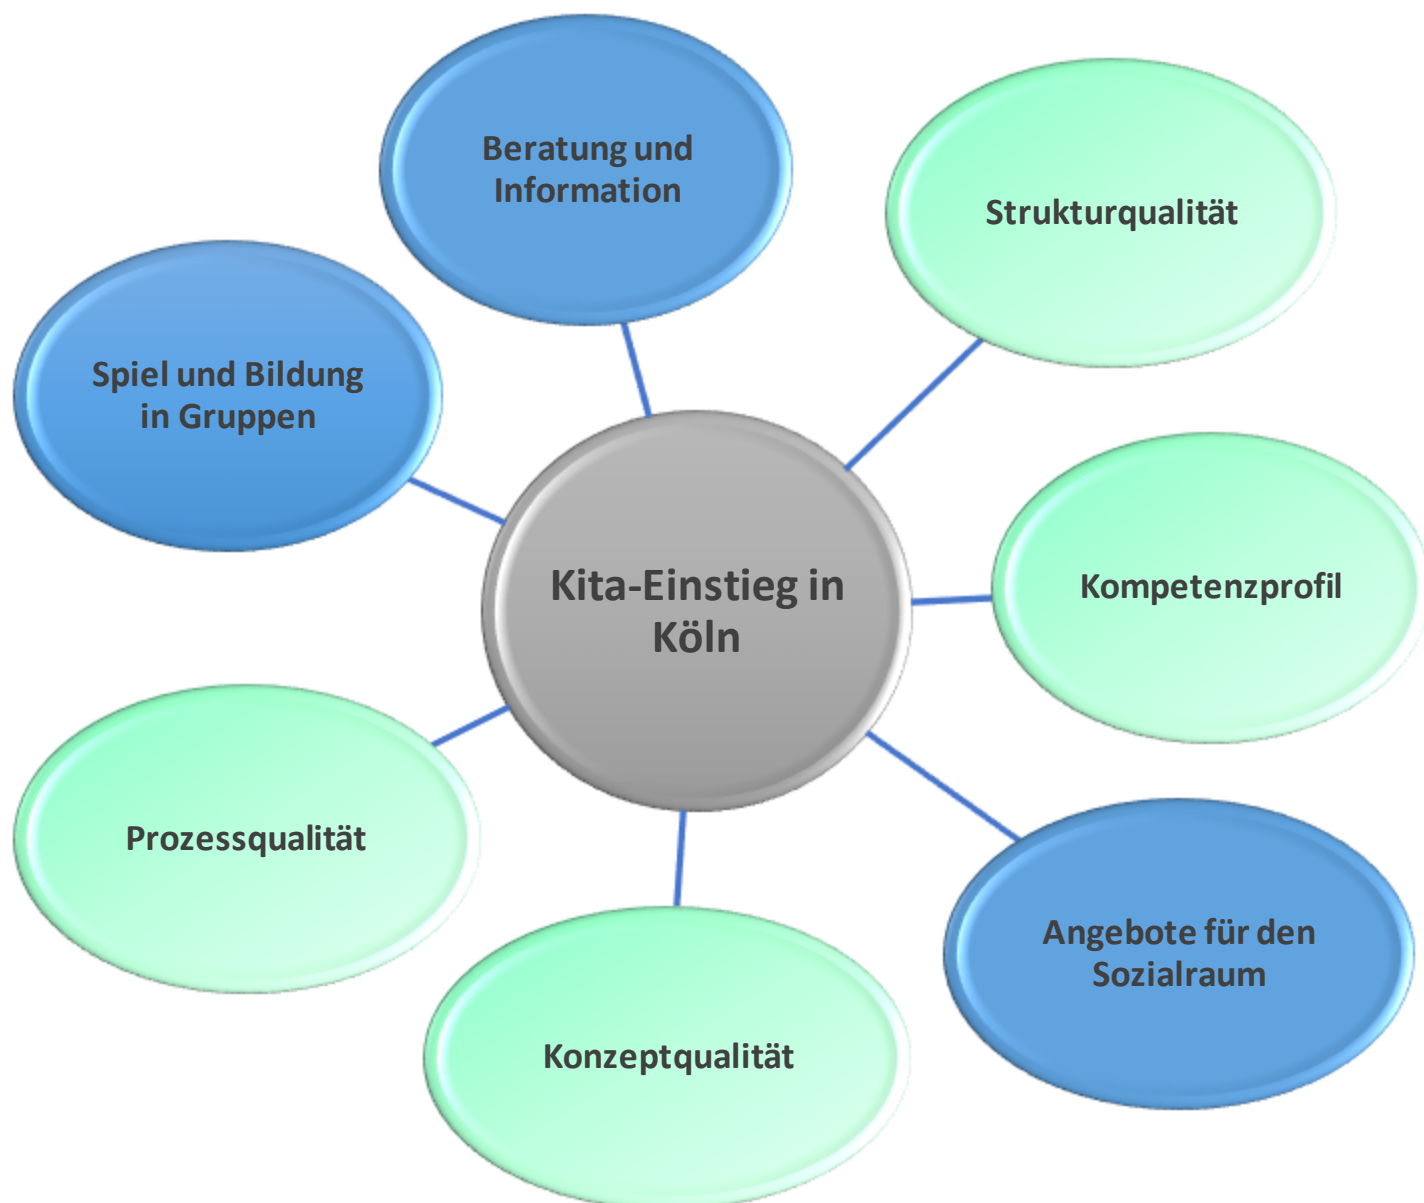 Beratung und
Information
Strukturqualität
Spiel und Bildung
in Gruppen
Kita-Einstieg in
Köln
Kompetenzprofil
Prozessqualität
Angebote für den
Sozialraum
Konzeptqualität